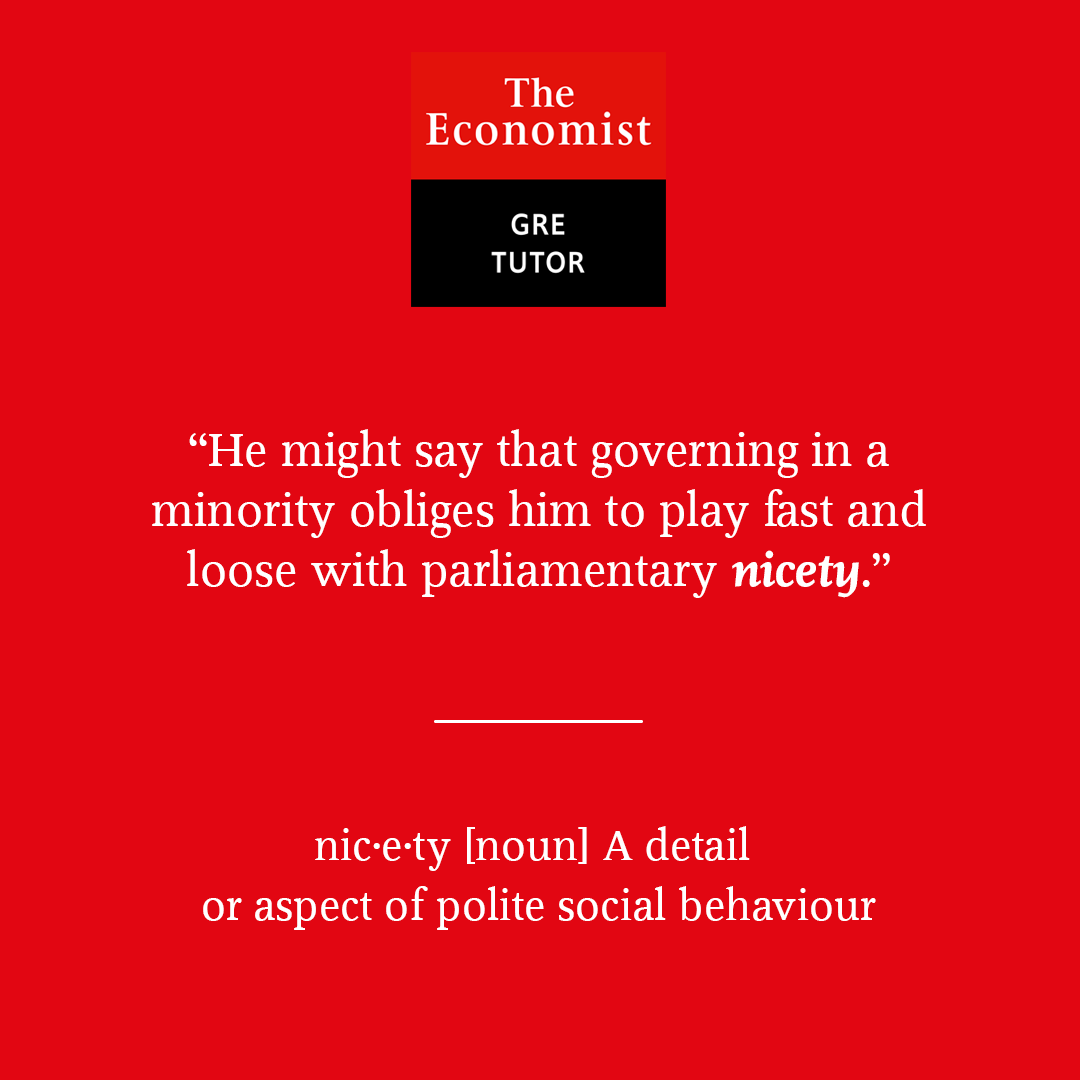 The
Economist
GRE
TUTOR
“He might say that governing in a
minority obliges him to play fast and
loose with parliamentary nicety.”
nic·e·ty [noun] A detail
or aspect of polite social behaviour